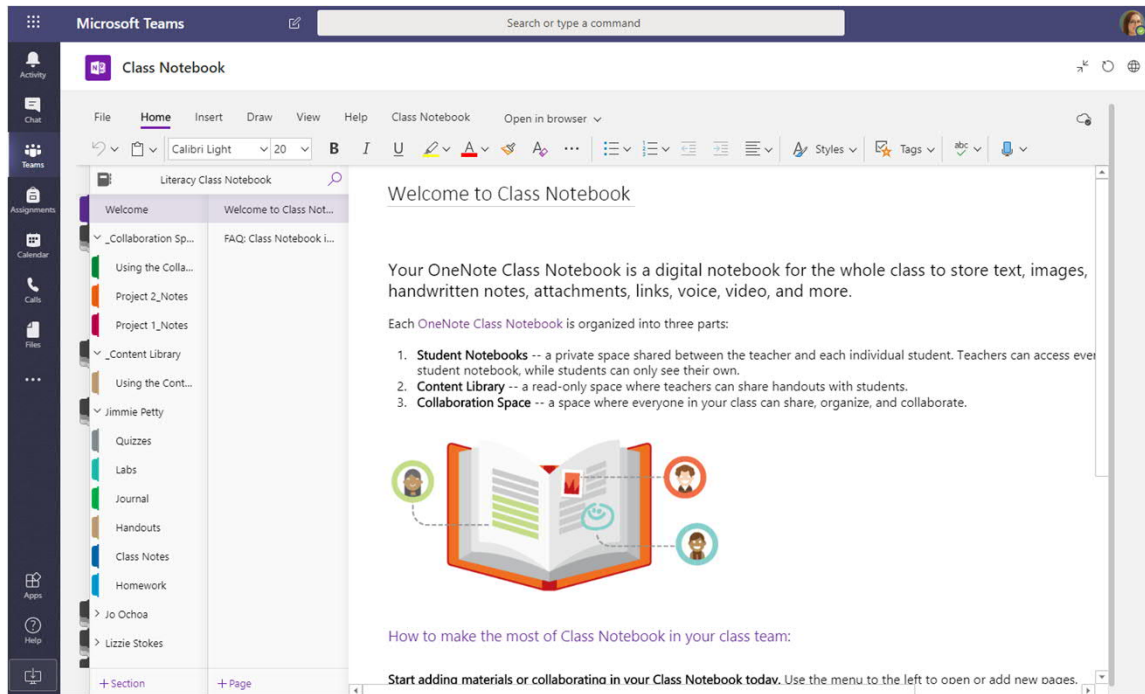 Microsoft Teams
Search or type a command
Activity
Chat
Teams
Assignments
Calendar
Calls
Files
Apps
Help
N
Class Notebook
File Home Insert Draw View Help Class Notebook Open in browser
Calibri Light 20 B I U A A Styles Tags abc
Literacy Class Notebook
Welcome
_Collaboration Sp...
Using the Colla...
Project 2_Notes
Project 1_Notes
_Content Library
Using the Cont...
Jimmie Petty
Quizzes
Labs
Journal
Handouts
Class Notes
Homework
Jo Ochoa
Lizzie Stokes
+ Section
Welcome to Class Not...
FAQ: Class Notebook i...
+ Page
Welcome to Class Notebook
Your OneNote Class Notebook is a digital notebook for the whole class to store text, images,
handwritten notes, attachments, links, voice, video, and more.
Each OneNote Class Notebook is organized into three parts:
1. Student Notebooks -- a private space shared between the teacher and each individual student. Teachers can access ever
student notebook, while students can only see their own.
2. Content Library -- a read-only space where teachers can share handouts with students.
3. Collaboration Space -- a space where everyone in your class can share, organize, and collaborate.
How to make the most of Class Notebook in your class team:
Start adding materials or collaborating in your Class Notebook today. Use the menu to the left to open or add new pages.